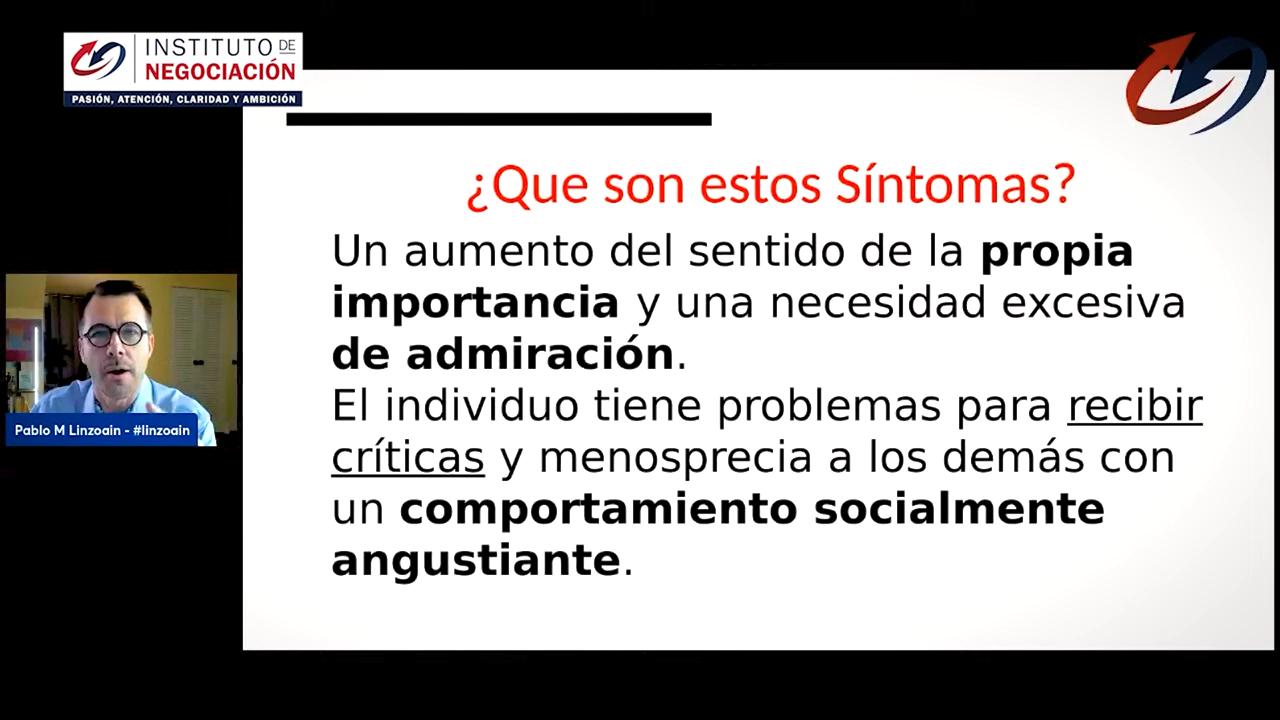 INSTITUTO DE
NEGOCIACIÓN
PASIÓN, ATENCIÓN, CLARIDAD Y AMBICIÓN
¿Que son estos Síntomas?
Un aumento del sentido de la propia
importancia y una necesidad excesiva
de admiración.
El individuo tiene problemas para recibir
críticas y menosprecia a los demás con
un comportamiento socialmente
angustiante.
Pablo M Linzoain - #linzoain